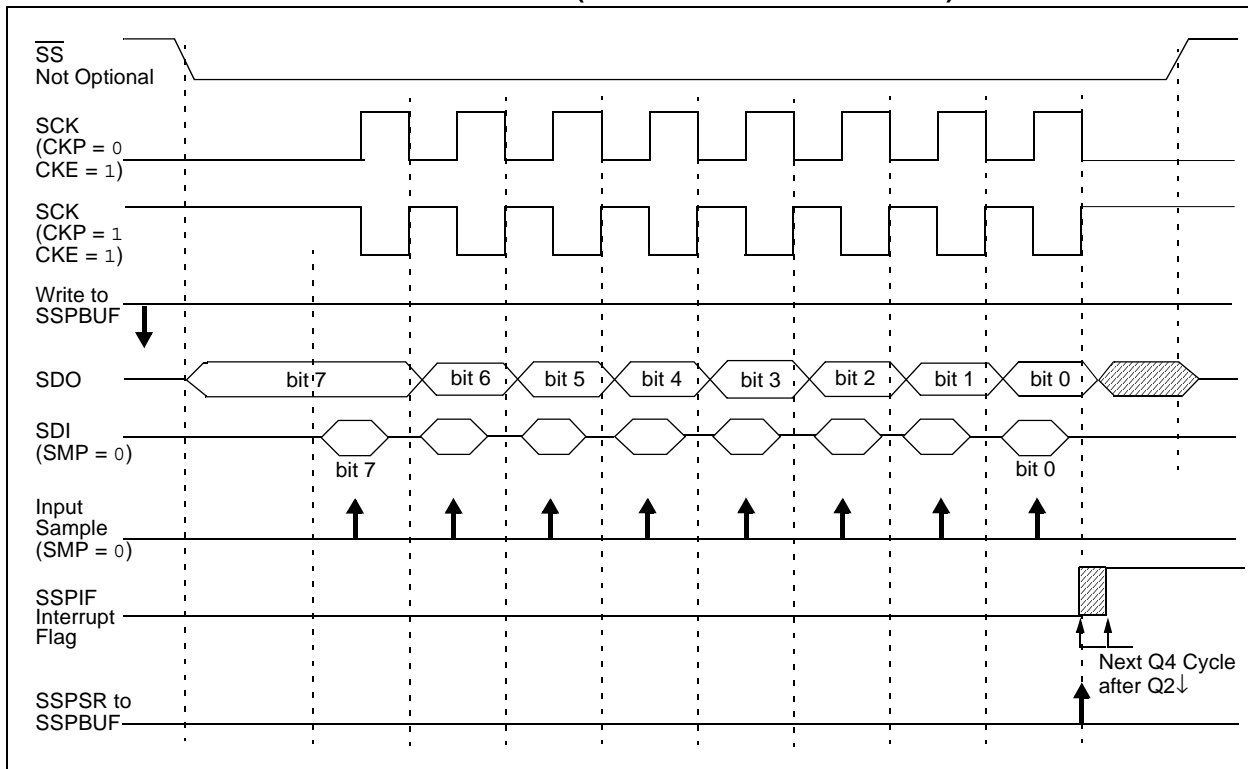 SS
Not Optional
SCK
(CKP = 0
CKE = 1)
SCK
(CKP = 1
CKE = 1)
Write to
SSPBUF
SDO
bit 7 bit 6 bit 5 bit 4 bit 3 bit 2 bit 1 bit 0
SDI
(SMP = 0)
bit 7 bit 0
Input
Sample
(SMP = 0)
SSPIF
Interrupt
Flag
Next Q4 Cycle
after Q2↓
SSPSR to
SSPBUF